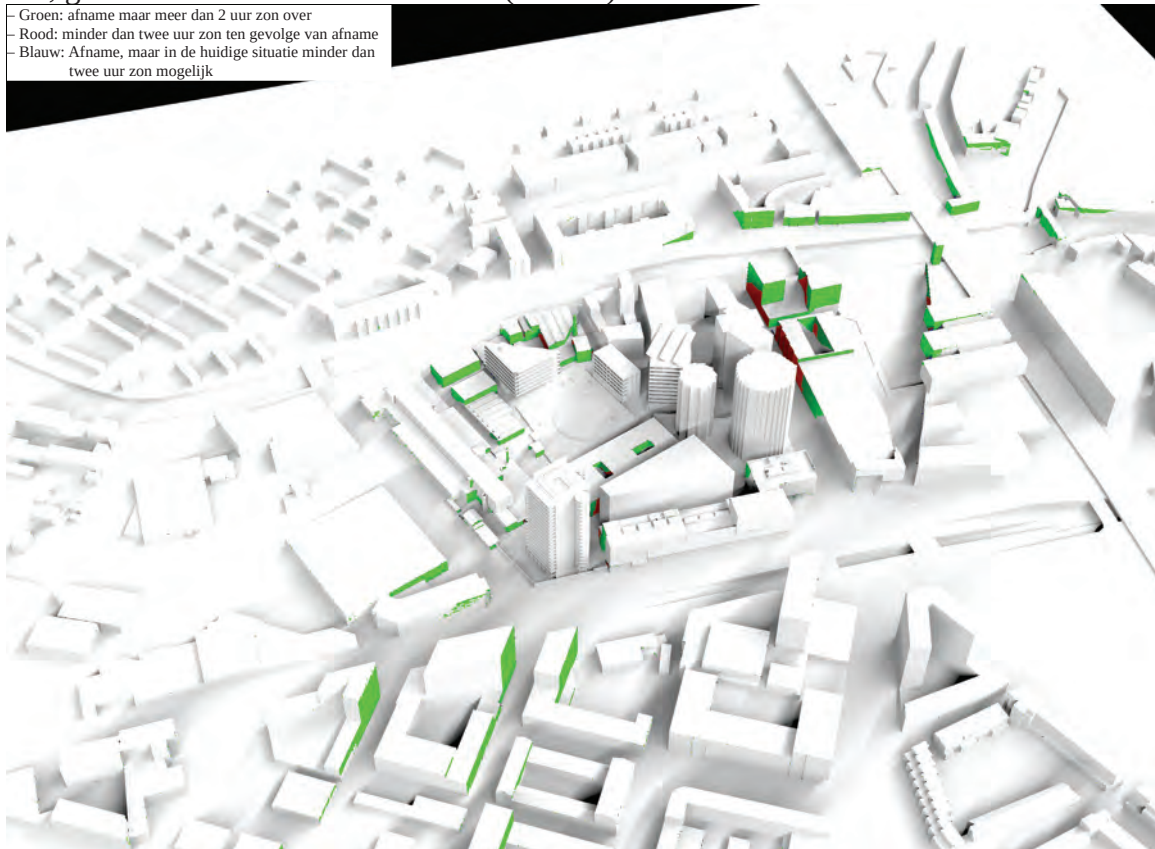 – Groen: afname maar meer dan 2 uur zon over
– Rood: minder dan twee uur zon ten gevolge van afname
– Blauw: Afname, maar in de huidige situatie minder dan
twee uur zon mogelijk